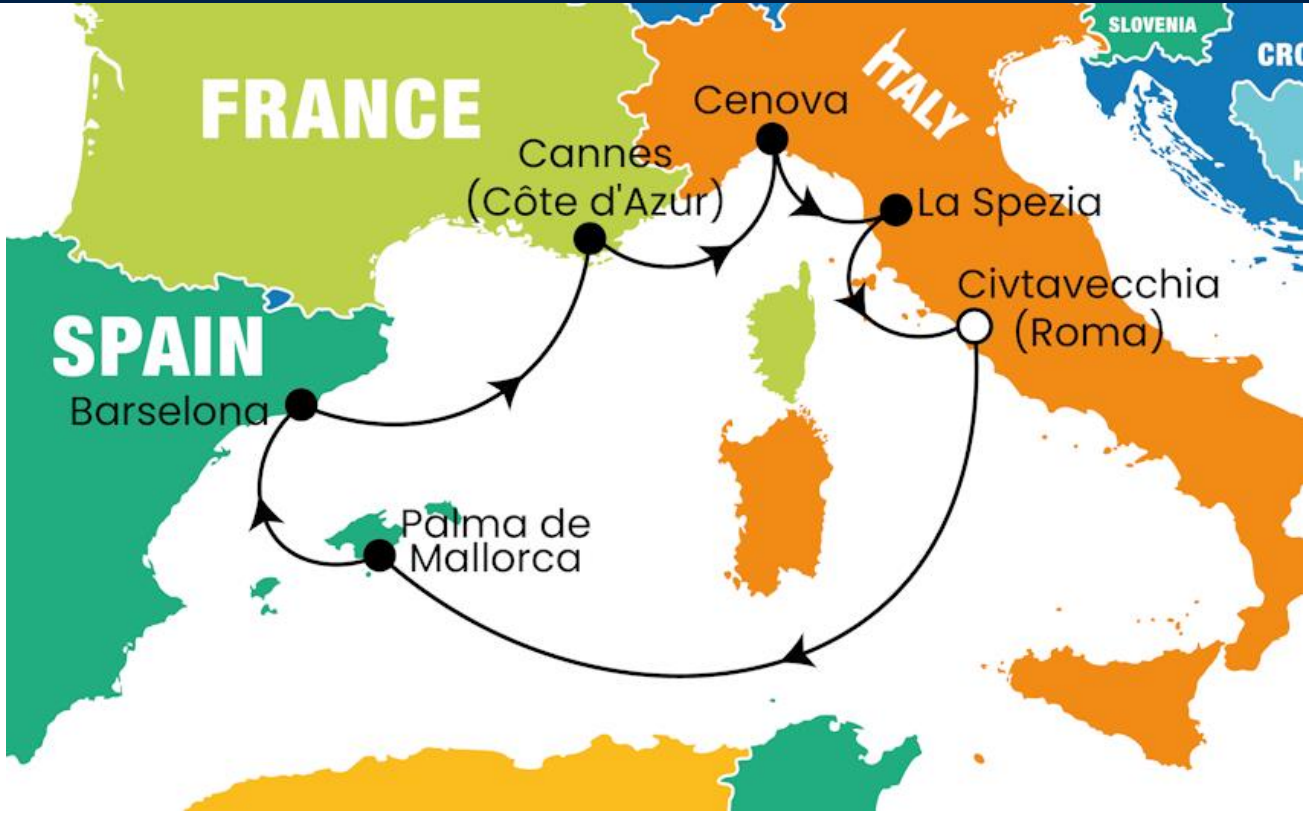 SLOVENIA
CRO
FRANCE
ITALY
Cenova
Cannes
(Côte d'Azur)
La Spezia
Civtavecchia
(Roma)
SPAIN
Barselona
Palma de
Mallorca
H